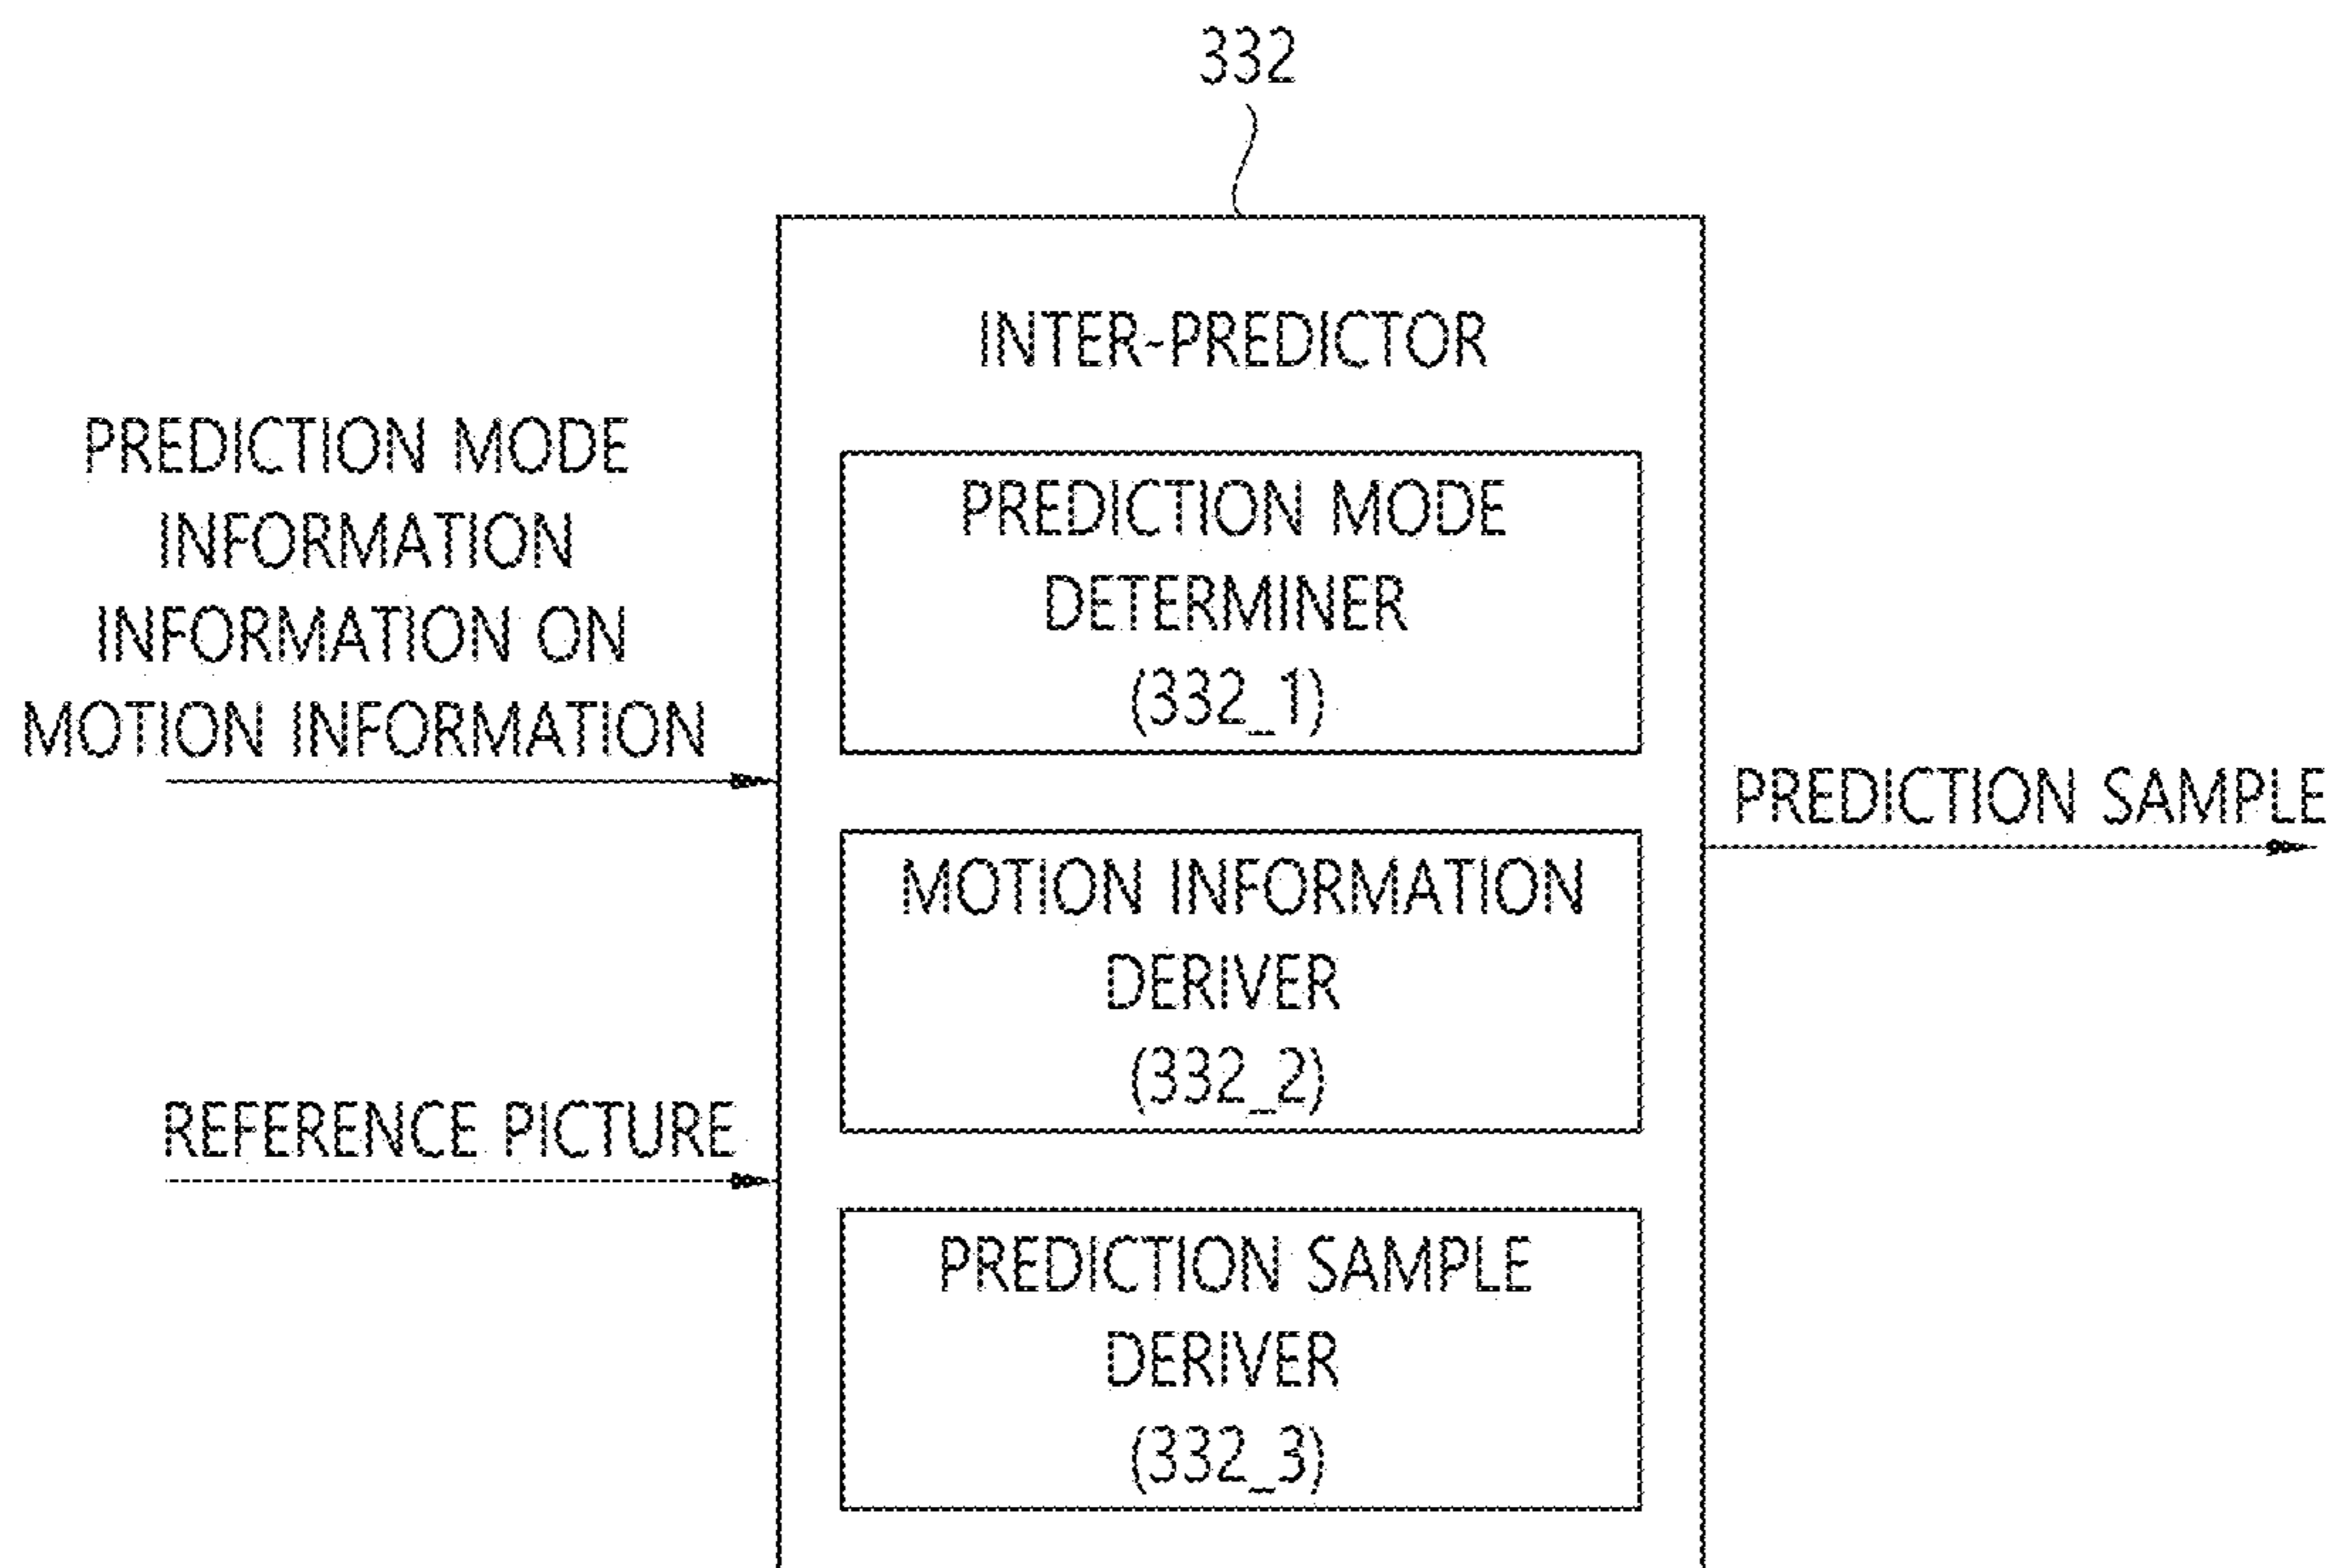 332
INTER-PREDICTOR
PREDICTION MODE
INFORMATION
INFORMATION ON
MOTION INFORMATION
REFERENCE PICTURE
PREDICTION MODE
DETERMINER
(332_1)
MOTION INFORMATION
DERIVER
(332_2)
PREDICTION SAMPLE
DERIVER
(332_3)
PREDICTION SAMPLE